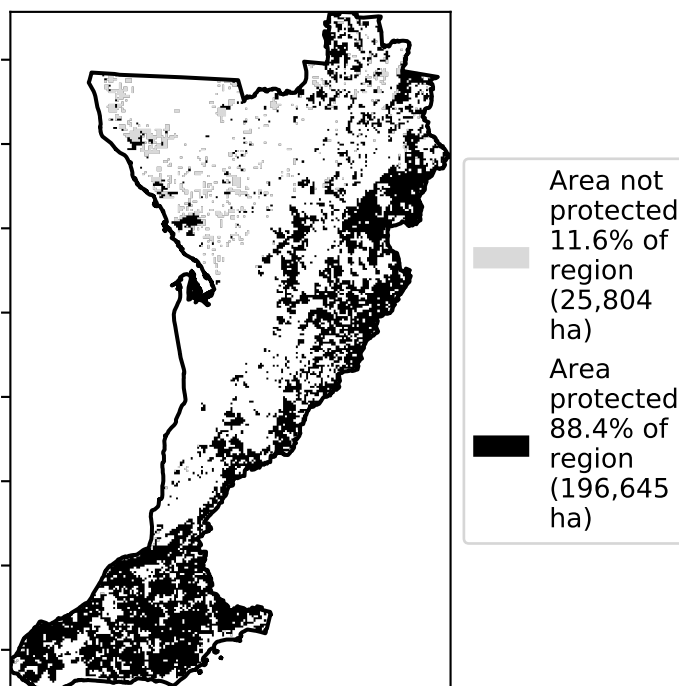 Area not
protected
11.6% of
region
(25,804
ha)
Area
protected
88.4% of
region
(196,645
ha)